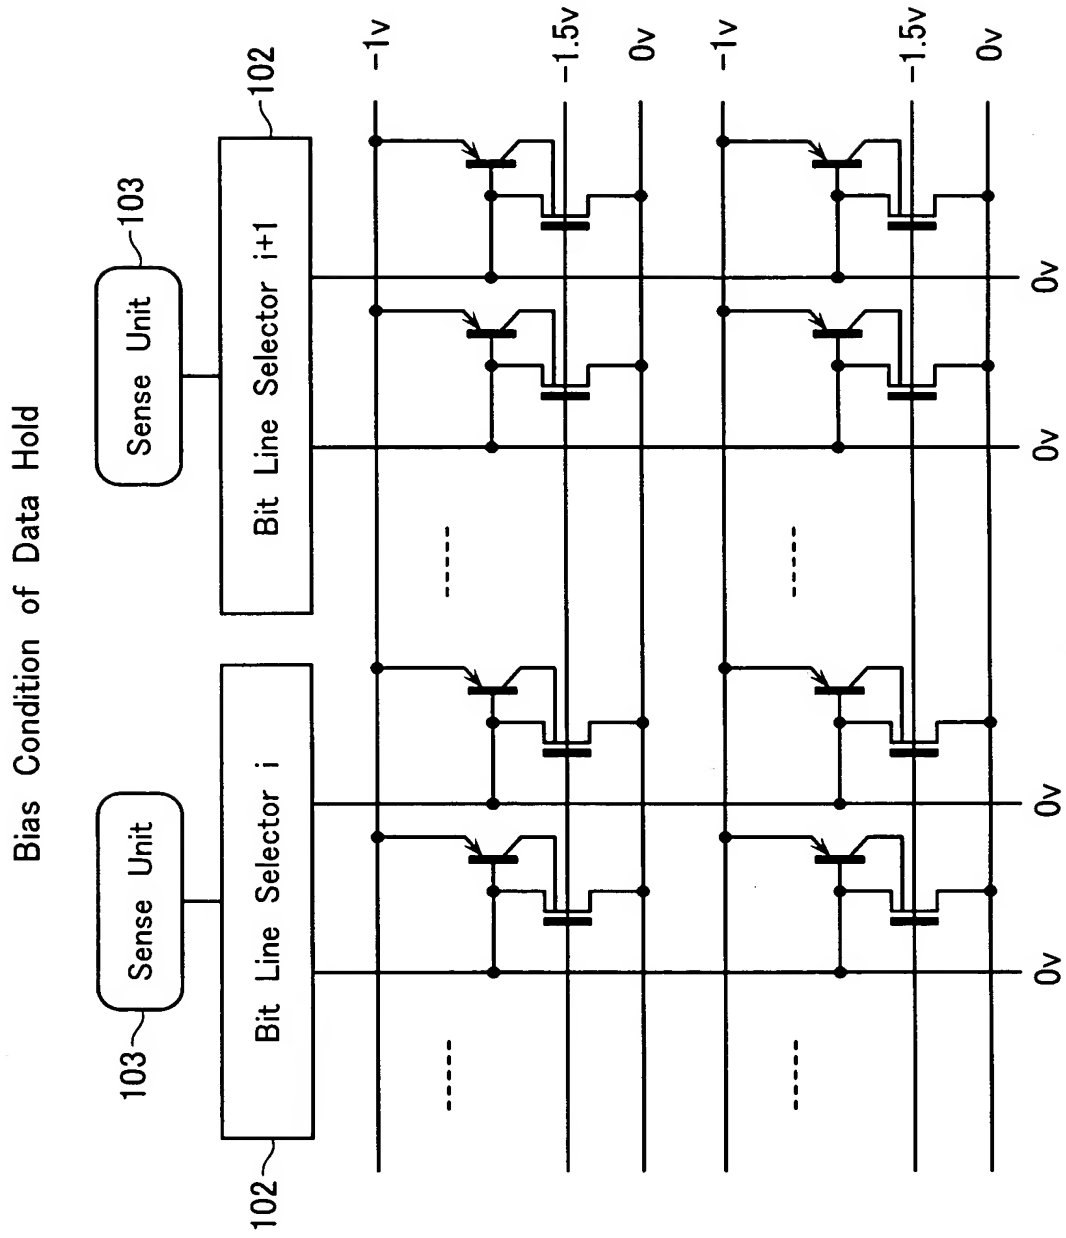 Bias Condition of Data Hold
103
Sense Unit
103
Sense Unit
102
Bit Line Selector i
102
Bit Line Selector i+1
-1v
-1.5v
0v
-1v
-1.5v
0v
0v
0v
0v
0v